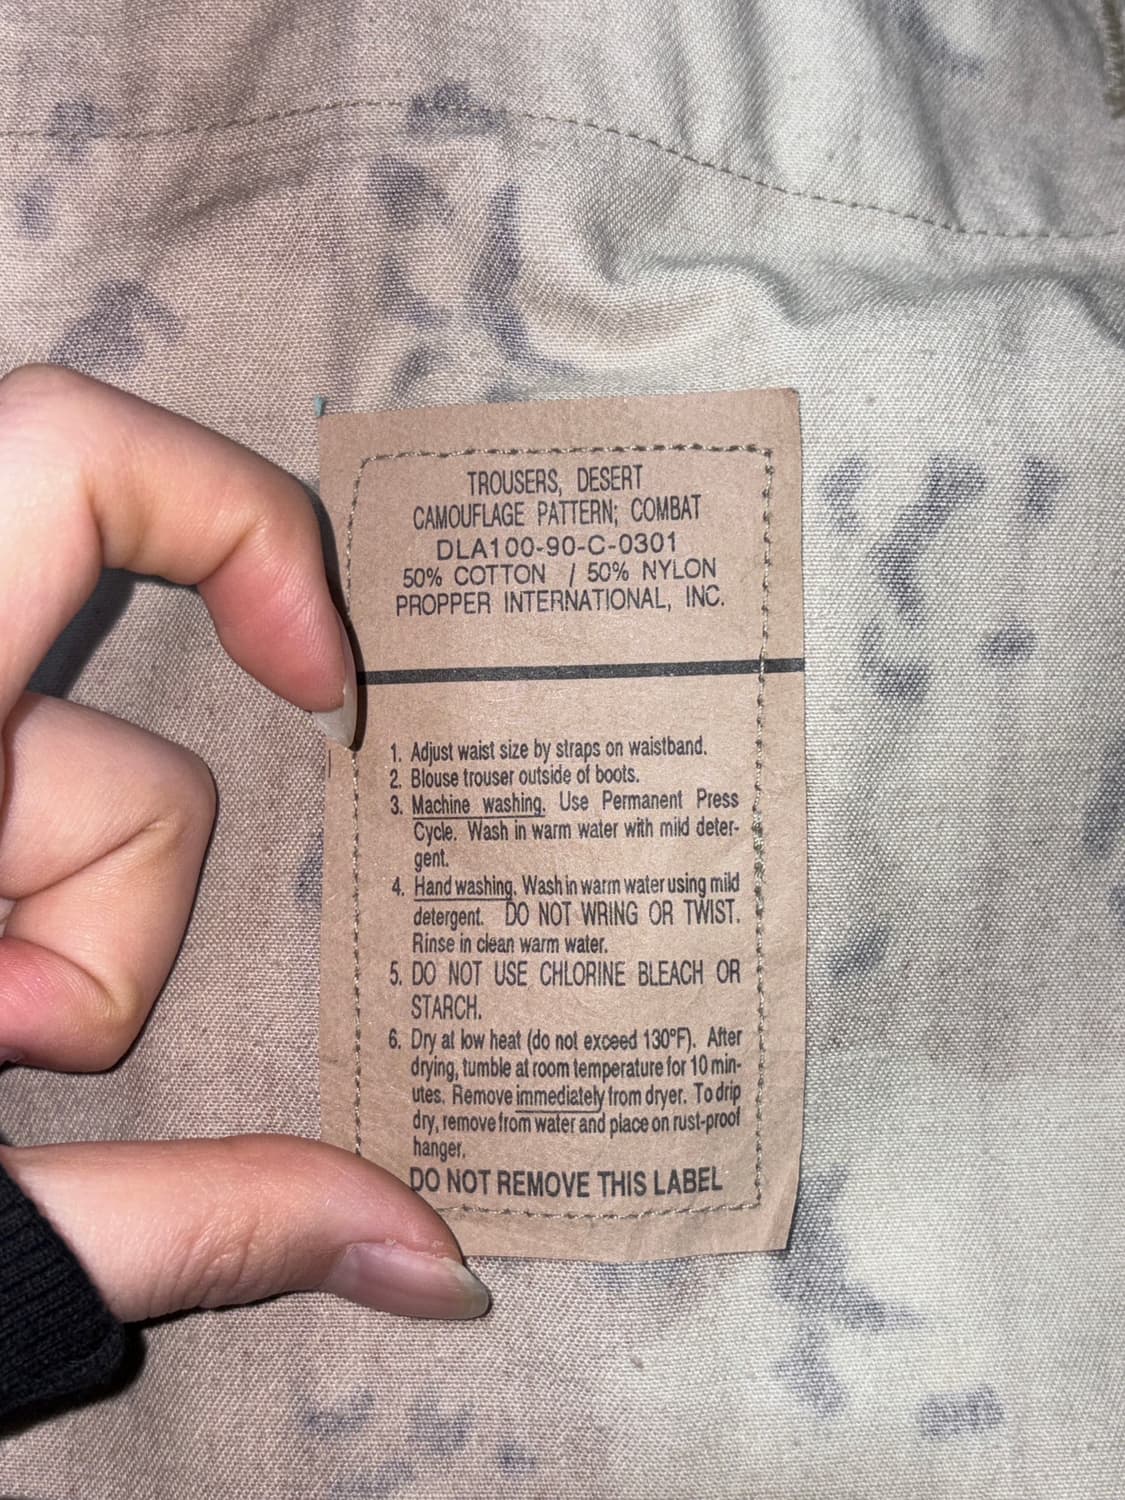 TROUSERS, DESERT
CAMOUFLAGE PATTERN; COMBAT
DLA100-90-C-0301
50% COTTON / 50% NYLON
PROPPER INTERNATIONAL, INC.
1. Adjust waist size by straps on waistband.
2. Blouse trouser outside of boots.
3. Machine washing. Use Permanent Press
Cycle. Wash in warm water with mild deter-
gent.
4. Hand washing. Wash in warm water using mild
detergent. DO NOT WRING OR TWIST.
Rinse in clean warm water.
5. DO NOT USE CHLORINE BLEACH OR
STARCH.
6. Dry at low heat (do not exceed 130°F). After
drying, tumble at room temperature for 10 min-
utes. Remove immediately from dryer. To drip
dry, remove from water and place on rust-proof
hanger.
DO NOT REMOVE THIS LABEL